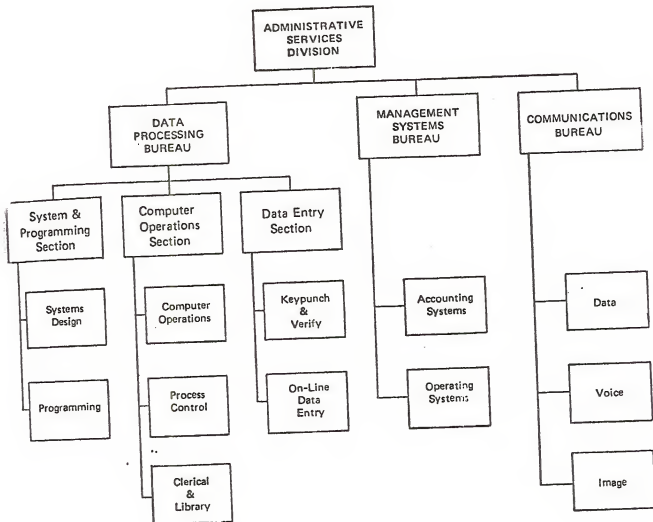 ADMINISTRATIVE
SERVICES
DIVISION
DATA
PROCESSING
BUREAU
MANAGEMENT
SYSTEMS
BUREAU
COMMUNICATIONS
BUREAU
System &
Programming
Section
Computer
Operations
Section
Data Entry
Section
Systems
Design
Computer
Operations
Keypunch
&
Verify
Accounting
Systems
Data
Programming
Process
Control
On-Line
Data
Entry
Operating
Systems
Voice
Clerical
&
Library
Image